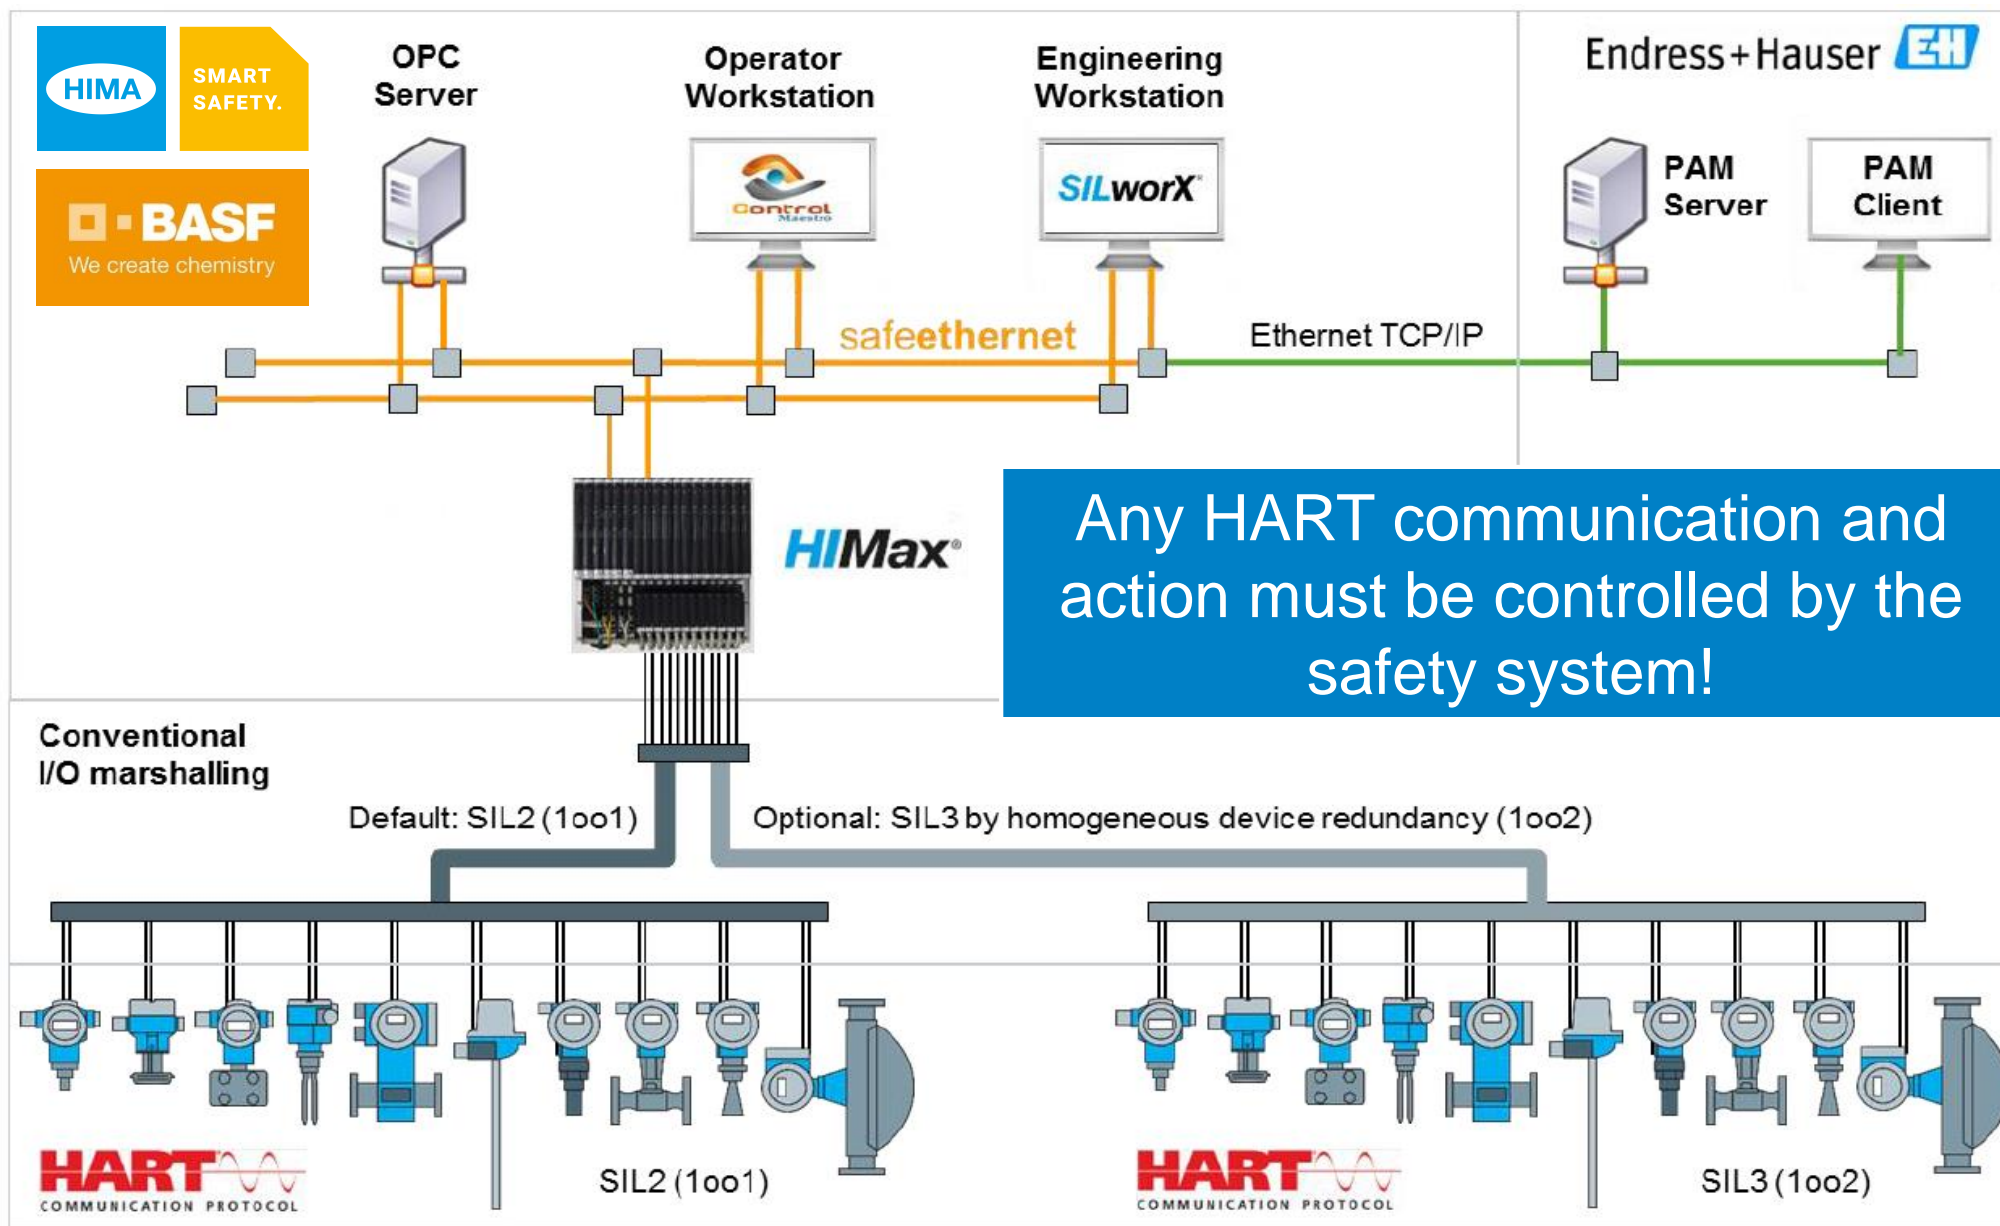 HIMA
SMART
SAFETY.
BASF
We create chemistry
OPC
Server
Operator
Workstation
Engineering
Workstation
Endress+Hauser EH
Control
Maestro
SILworX®
PAM
Server
PAM
Client
safeethernet
Ethernet TCP/IP
HIMax®
Any HART communication and
action must be controlled by the
safety system!
Conventional
I/O marshalling
Default: SIL2 (1oo1)
Optional: SIL3 by homogeneous device redundancy (1oo2)
HART
COMMUNICATION PROTOCOL
SIL2 (1oo1)
HART
COMMUNICATION PROTOCOL
SIL3 (1oo2)